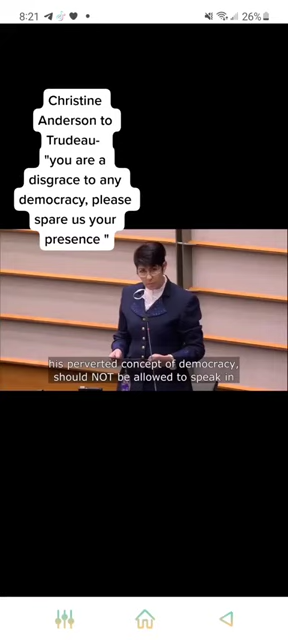 8:21
26%
Christine
Anderson to
Trudeau-
"you are a
disgrace to any
democracy, please
spare us your
presence "
his perverted concept of democracy,
should NOT be allowed to speak in